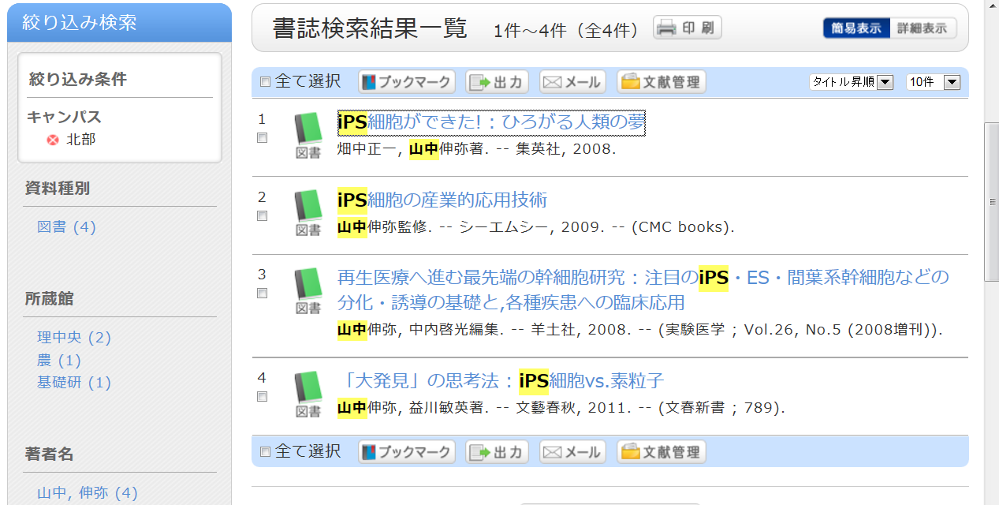 絞り込み検索
絞り込み条件
キャンパス
北部
資料種別
図書 (4)
所蔵館
理中央 (2)
農 (1)
基礎研 (1)
著者名
山中, 伸弥 (4)
書誌検索結果一覧 1件～4件（全4件） 印刷 簡易表示 詳細表示
全て選択 ブックマーク 出力 メール 文献管理 タイトル昇順 10件
1 iPS細胞ができた! : ひろがる人類の夢
図書 畑中正一, 山中伸弥著. -- 集英社, 2008.
2 iPS細胞の産業的応用技術
図書 山中伸弥監修. -- シーエムシー, 2009. -- (CMC books).
3 再生医療へ進む最先端の幹細胞研究 : 注目のiPS・ES・間葉系幹細胞などの
分化・誘導の基礎と,各種疾患への臨床応用
図書 山中伸弥, 中内啓光編集. -- 羊土社, 2008. -- (実験医学 ; Vol.26, No.5 (2008増刊)).
4 「大発見」の思考法 : iPS細胞vs.素粒子
図書 山中伸弥, 益川敏英著. -- 文藝春秋, 2011. -- (文春新書 ; 789).
全て選択 ブックマーク 出力 メール 文献管理